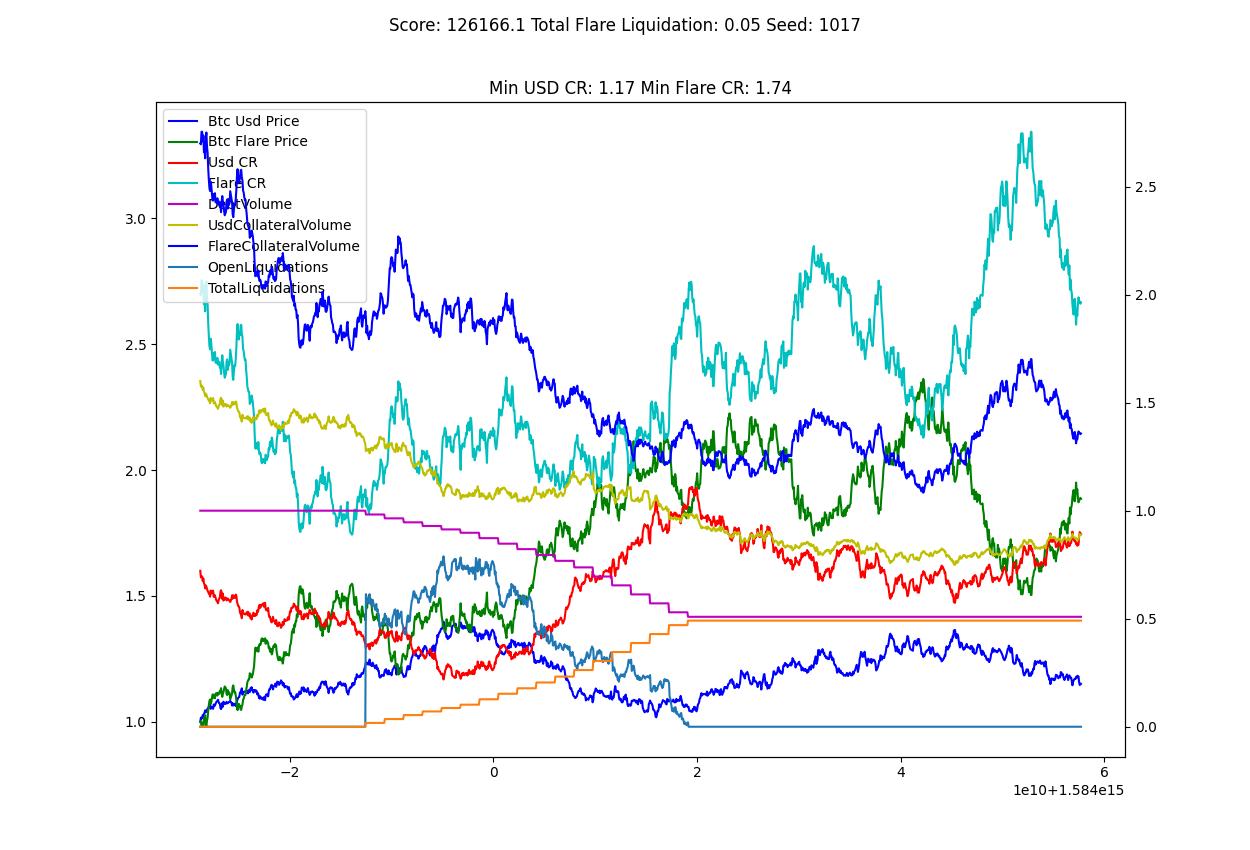 Score: 126166.1 Total Flare Liquidation: 0.05 Seed: 1017
Min USD CR: 1.17 Min Flare CR: 1.74
Btc Usd Price
Btc Flare Price
Usd CR
Flare CR
DebtVolume
UsdCollateralVolume
FlareCollateralVolume
OpenLiquidations
TotalLiquidations
3.0
2.5
2.0
1.5
1.0
2.5
2.0
1.5
1.0
0.5
0.0
−2
0
2
4
6
1e10+1.584e15